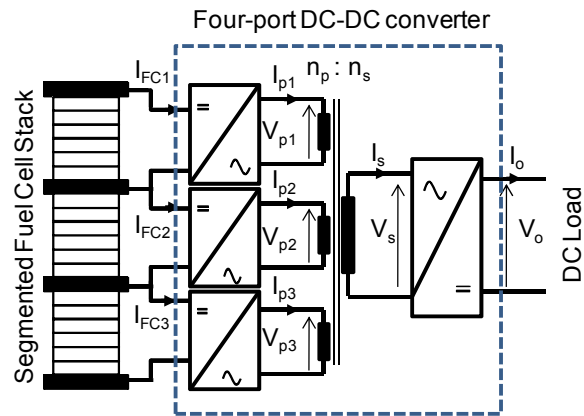 Four-port DC-DC converter
Segmented Fuel Cell Stack
I_FC1
I_p1
n_p : n_s
=
V_p1
∿
I_FC2
I_p2
V_p2
∿
I_FC3
I_p3
=
V_p3
∿
I_s
V_s
∿
=
I_o
V_o
DC Load